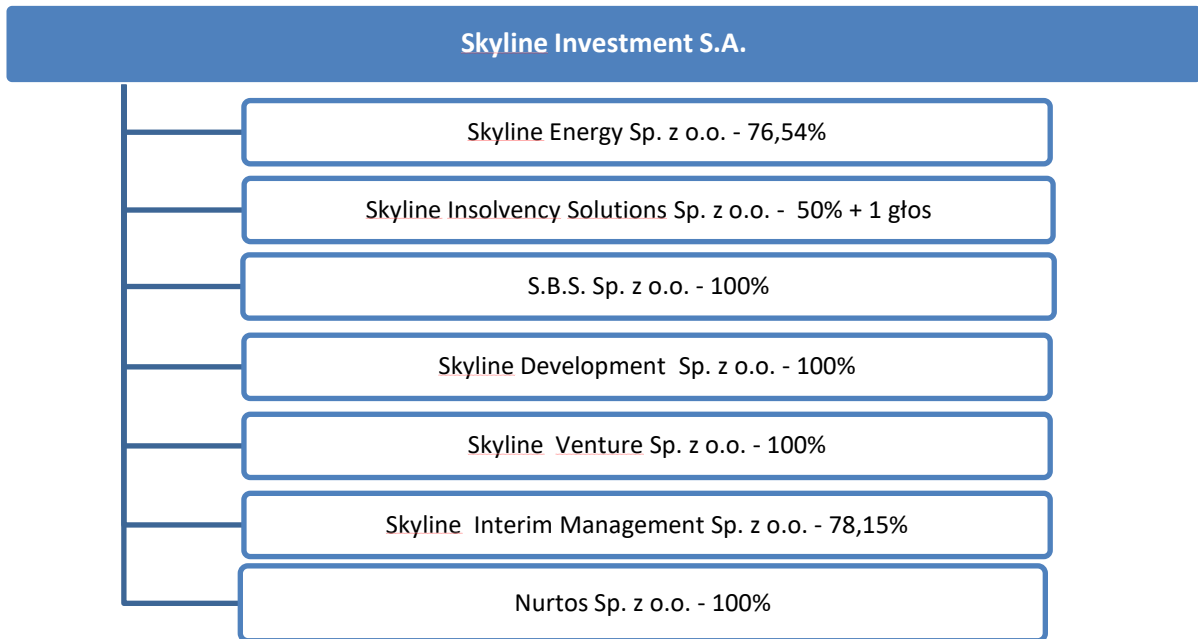 Skyline Investment S.A.
Skyline Energy Sp. z o.o. - 76,54%
Skyline Insolvency Solutions Sp. z o.o. - 50% + 1 głos
S.B.S. Sp. z o.o. - 100%
Skyline Development Sp. z o.o. - 100%
Skyline Venture Sp. z o.o. - 100%
Skyline Interim Management Sp. z o.o. - 78,15%
Nurtos Sp. z o.o. - 100%